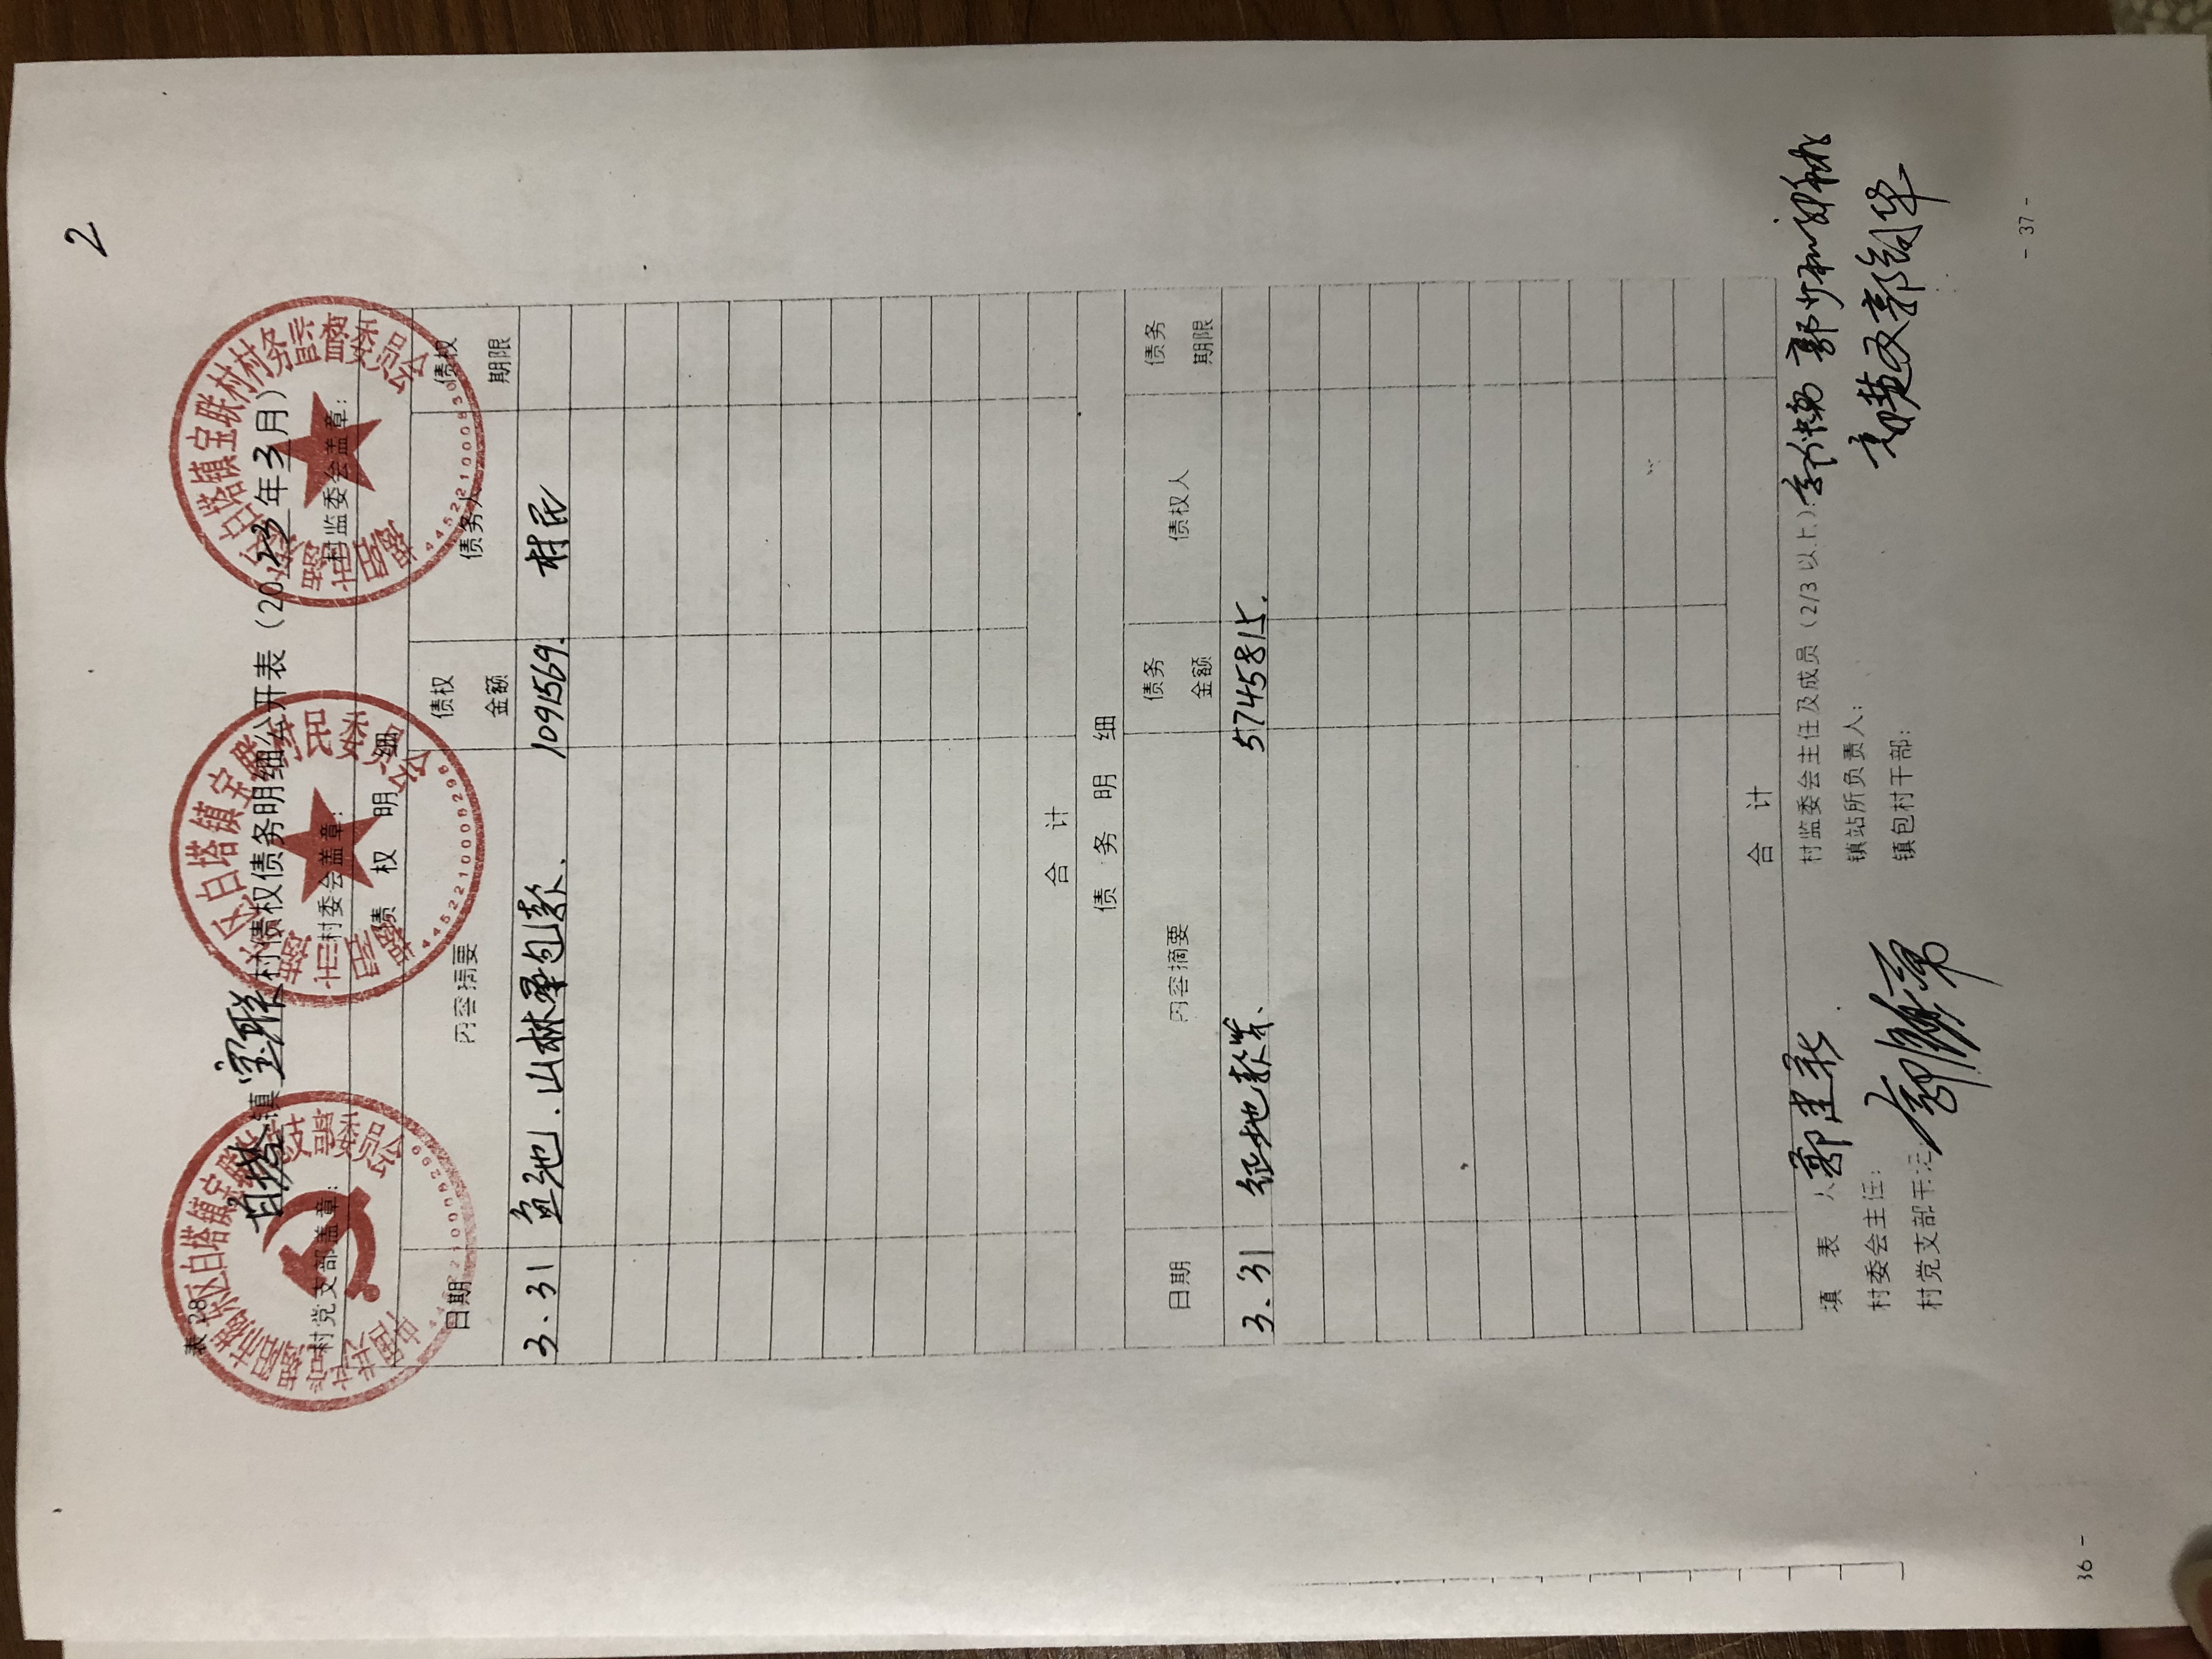 2
表 28
白塔镇宝联村债权债务明细公开表（2023年3月）
村党支部盖章： 村委会盖章： 村监委会盖章：
债 权 明 细
日期 内容摘要 债权金额 债务人 债权期限
3.31 鱼池.山林承包款、 1091569. 村民
合 计
债 务 明 细
日期 内容摘要 债务金额 债权人 债务期限
3.31 征地款等、 57445815.
合 计
填 表 人 郭建新 村监委会主任及成员（2/3 以上）：
村委会主任： 镇站所负责人：
村党支部书记： 镇包村干部：
- 37 -
36 -